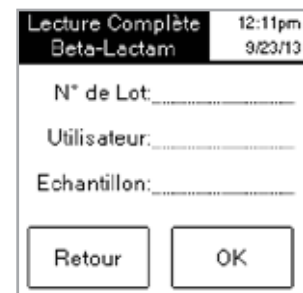 Lecture Complète
Beta-Lactam
12:11pm
9/23/13
N° de Lot:
Utilisateur:
Echantillon:
Retour
OK